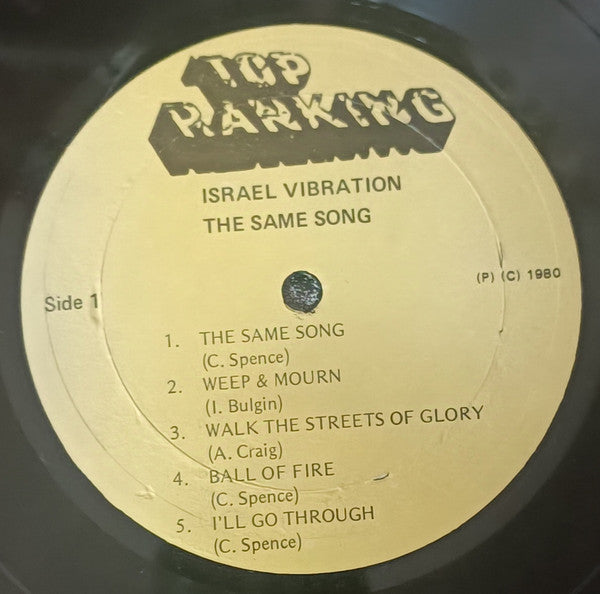 TOP
RANKING
ISRAEL VIBRATION
THE SAME SONG
Side 1
(P) (C) 1980
1. THE SAME SONG
(C. Spence)
2. WEEP & MOURN
(I. Bulgin)
3. WALK THE STREETS OF GLORY
(A. Craig)
4. BALL OF FIRE
(C. Spence)
5. I'LL GO THROUGH
(C. Spence)